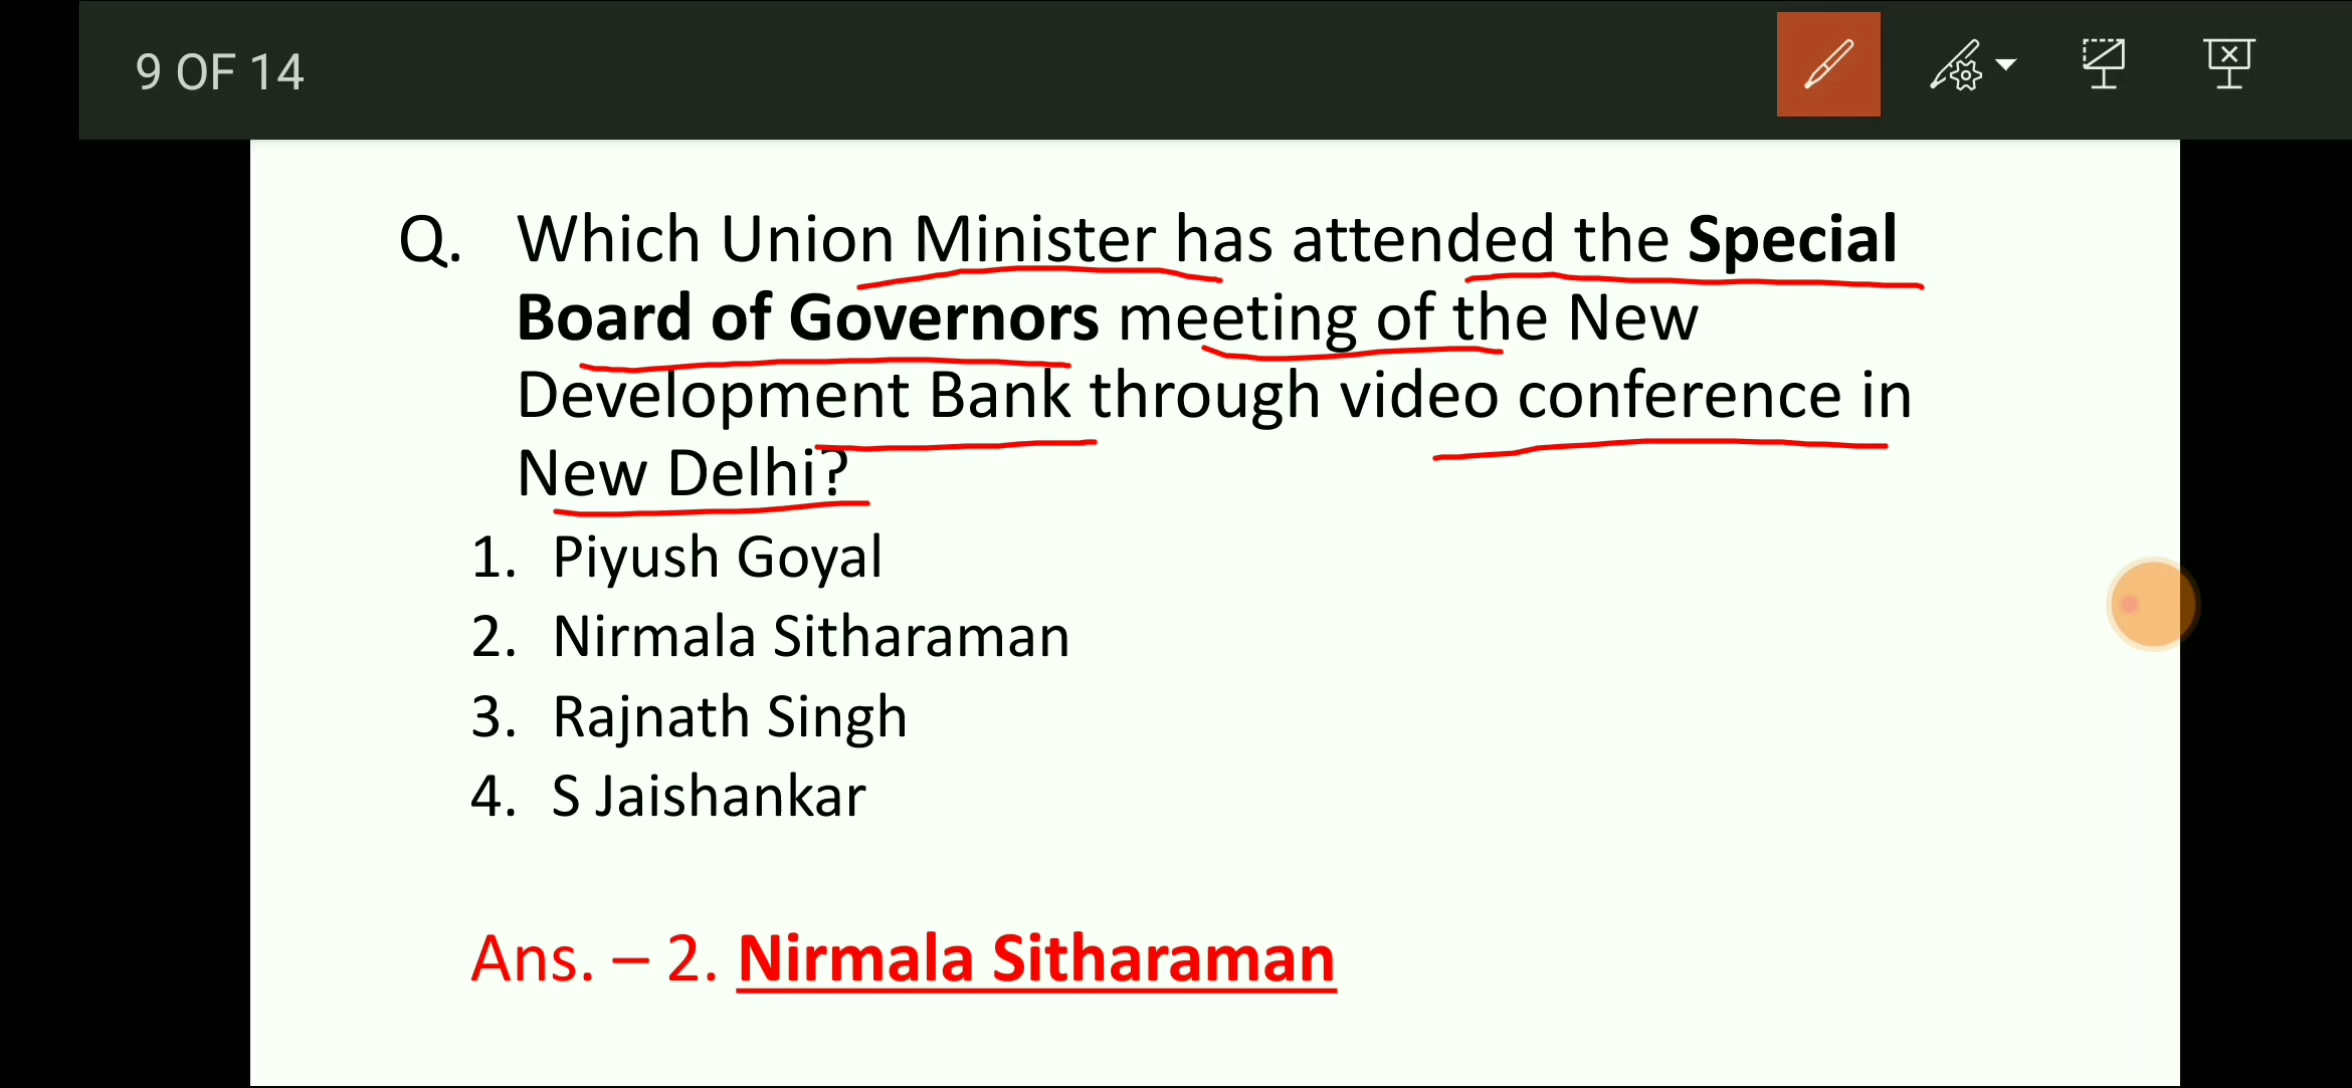 9 OF 14
Q. Which Union Minister has attended the Special
Board of Governors meeting of the New
Development Bank through video conference in
New Delhi?
1. Piyush Goyal
2. Nirmala Sitharaman
3. Rajnath Singh
4. S Jaishankar
Ans. – 2. Nirmala Sitharaman